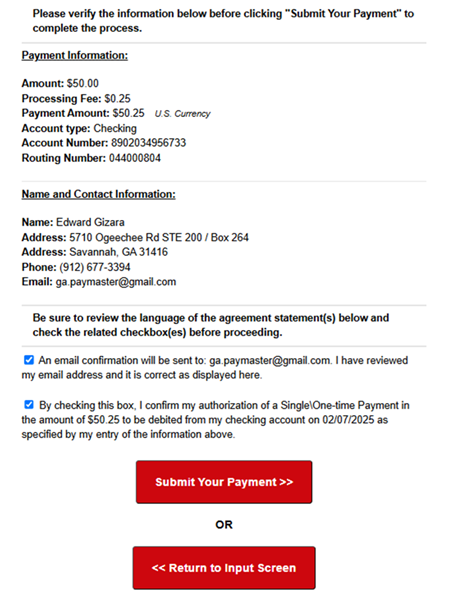 Please verify the information below before clicking "Submit Your Payment" to
complete the process.
Payment Information:
Amount: $50.00
Processing Fee: $0.25
Payment Amount: $50.25 U.S. Currency
Account type: Checking
Account Number: 8902034956733
Routing Number: 044000804
Name and Contact Information:
Name: Edward Gizara
Address: 5710 Ogeechee Rd STE 200 / Box 264
Address: Savannah, GA 31416
Phone: (912) 677-3394
Email: ga.paymaster@gmail.com
Be sure to review the language of the agreement statement(s) below and
check the related checkbox(es) before proceeding.
An email confirmation will be sent to: ga.paymaster@gmail.com. I have reviewed
my email address and it is correct as displayed here.
By checking this box, I confirm my authorization of a Single\One-time Payment in
the amount of $50.25 to be debited from my checking account on 02/07/2025 as
specified by my entry of the information above.
Submit Your Payment >>
OR
<< Return to Input Screen